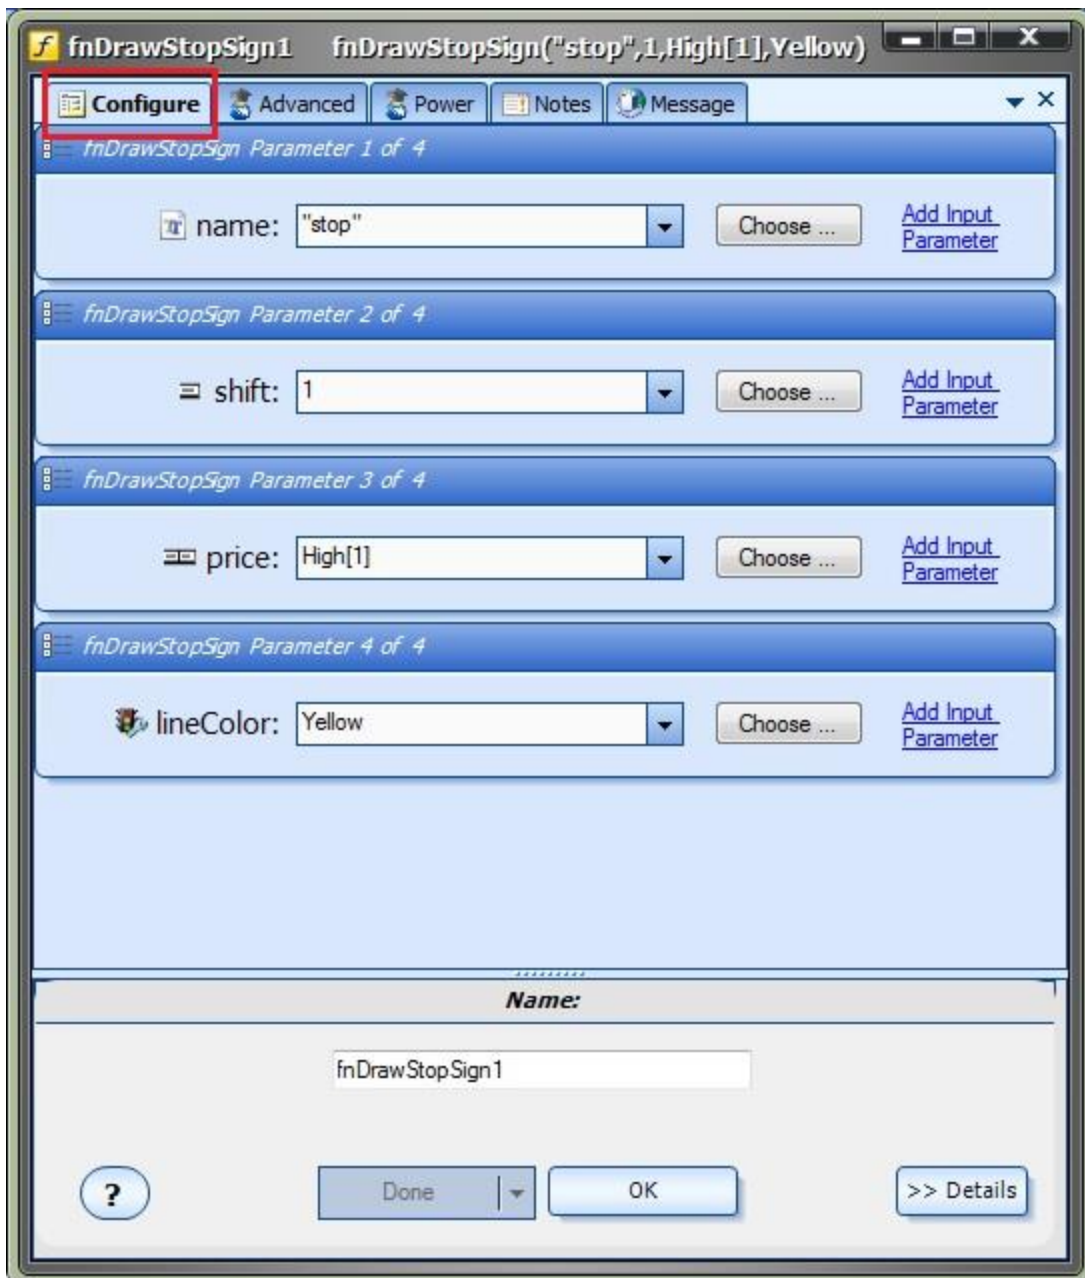 fnDrawStopSign1 fnDrawStopSign("stop",1,High[1],Yellow)
Configure Advanced Power Notes Message
fnDrawStopSign Parameter 1 of 4
name: "stop" Choose ... Add Input
Parameter
fnDrawStopSign Parameter 2 of 4
shift: 1 Choose ... Add Input
Parameter
fnDrawStopSign Parameter 3 of 4
price: High[1] Choose ... Add Input
Parameter
fnDrawStopSign Parameter 4 of 4
lineColor: Yellow Choose ... Add Input
Parameter
Name:
fnDrawStopSign1
? Done OK >> Details